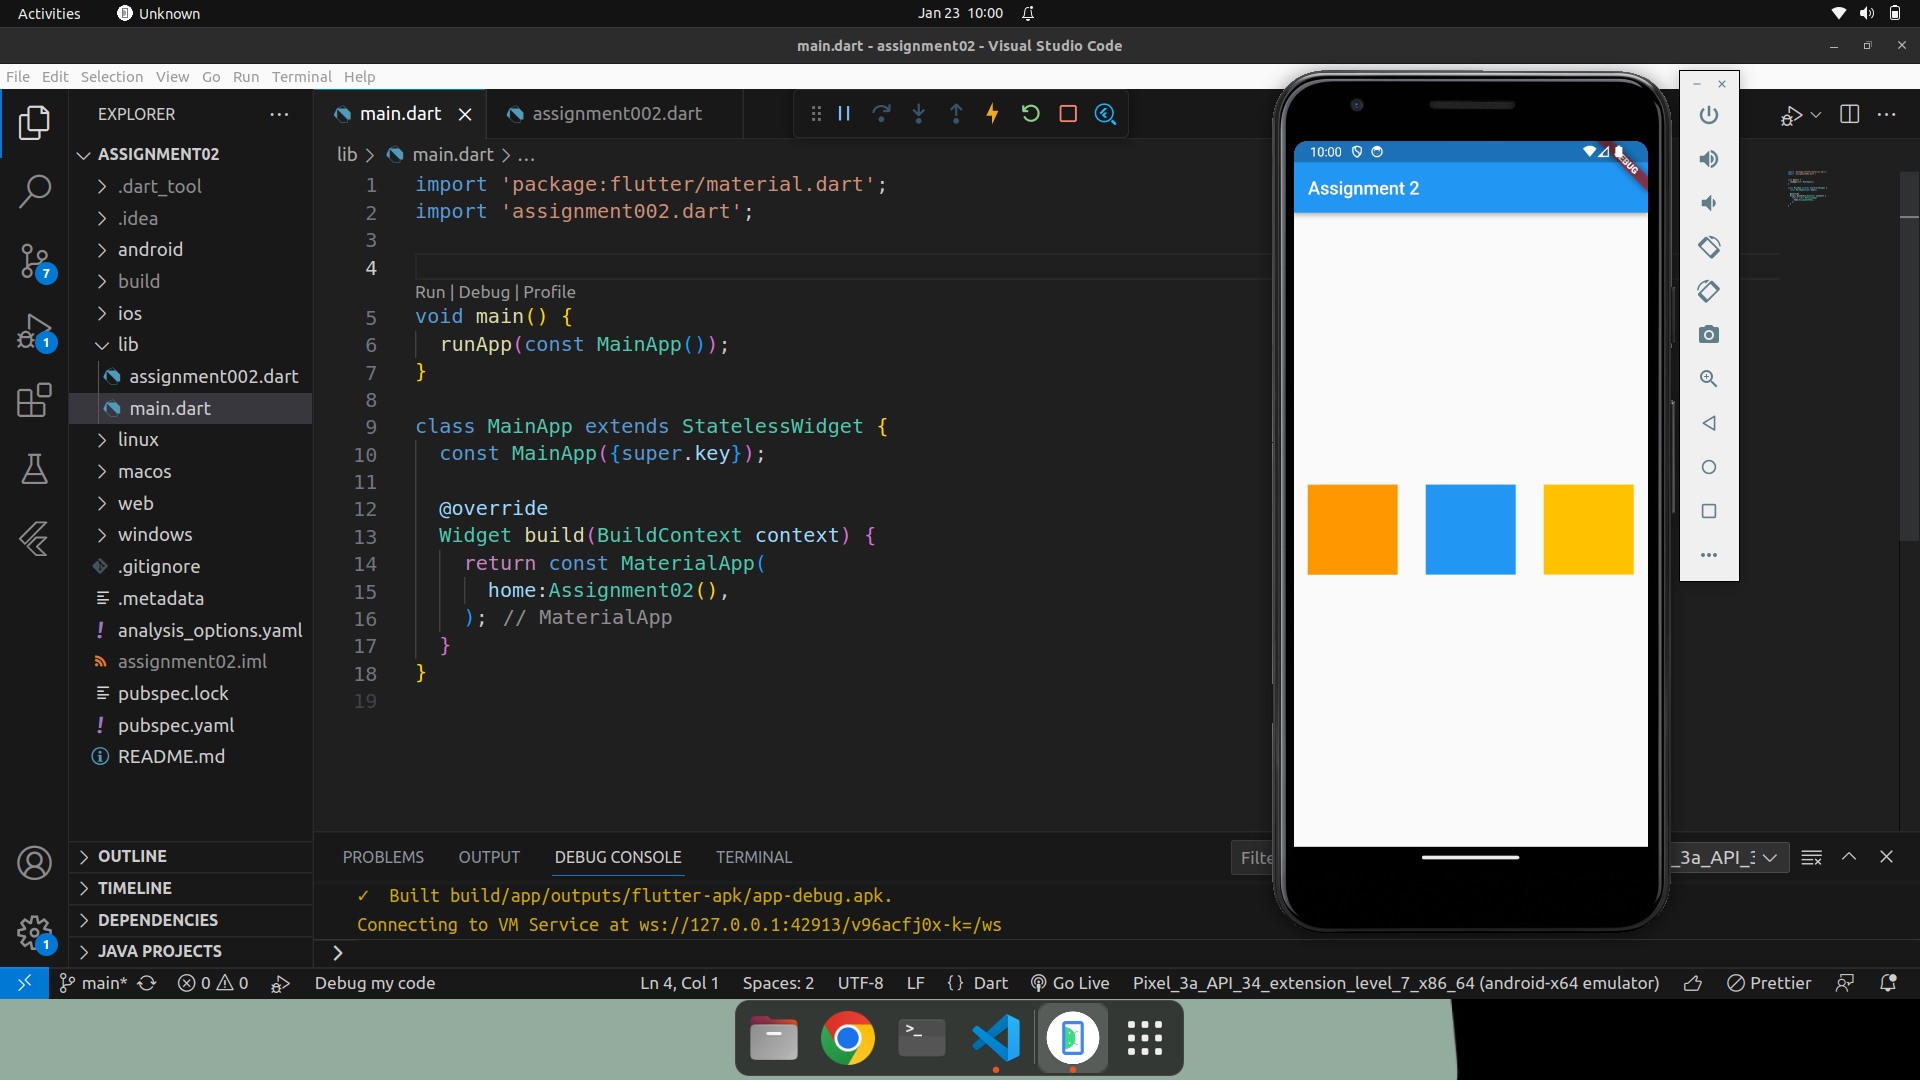 Activities
Unknown
Jan 23 10:00
main.dart - assignment02 - Visual Studio Code
File Edit Selection View Go Run Terminal Help
EXPLORER
ASSIGNMENT02
.dart_tool
.idea
android
build
ios
lib
assignment002.dart
main.dart
linux
macos
web
windows
.gitignore
.metadata
analysis_options.yaml
assignment02.iml
pubspec.lock
pubspec.yaml
README.md
OUTLINE
TIMELINE
DEPENDENCIES
JAVA PROJECTS
7
1
1
main.dart
assignment002.dart
lib > main.dart > ...
1 import 'package:flutter/material.dart';
2 import 'assignment002.dart';
3
4
Run | Debug | Profile
5 void main() {
6 runApp(const MainApp());
7 }
8
9 class MainApp extends StatelessWidget {
10 const MainApp({super.key});
11
12 @override
13 Widget build(BuildContext context) {
14 return const MaterialApp(
15 home:Assignment02(),
16 ); // MaterialApp
17 }
18 }
19
10:00
DEBUG
Assignment 2
PROBLEMS OUTPUT DEBUG CONSOLE TERMINAL
Filte
_3a_API_3
✓ Built build/app/outputs/flutter-apk/app-debug.apk.
Connecting to VM Service at ws://127.0.0.1:42913/v96acfj0x-k=/ws
>
main* 0 0 Debug my code Ln 4, Col 1 Spaces: 2 UTF-8 LF {} Dart Go Live Pixel_3a_API_34_extension_level_7_x86_64 (android-x64 emulator) Prettier